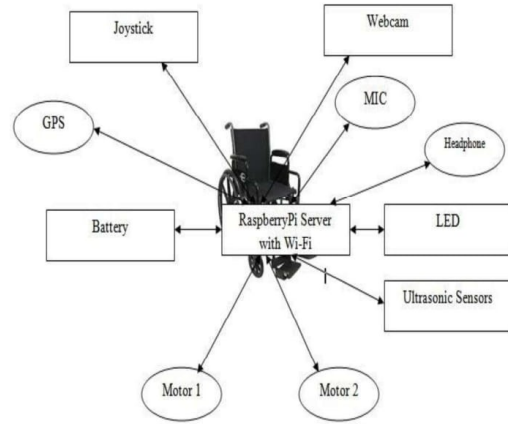 Joystick
Webcam
MIC
GPS
Headphone
Battery
RaspberryPi Server
with Wi-Fi
LED
Ultrasonic Sensors
Motor 1
Motor 2